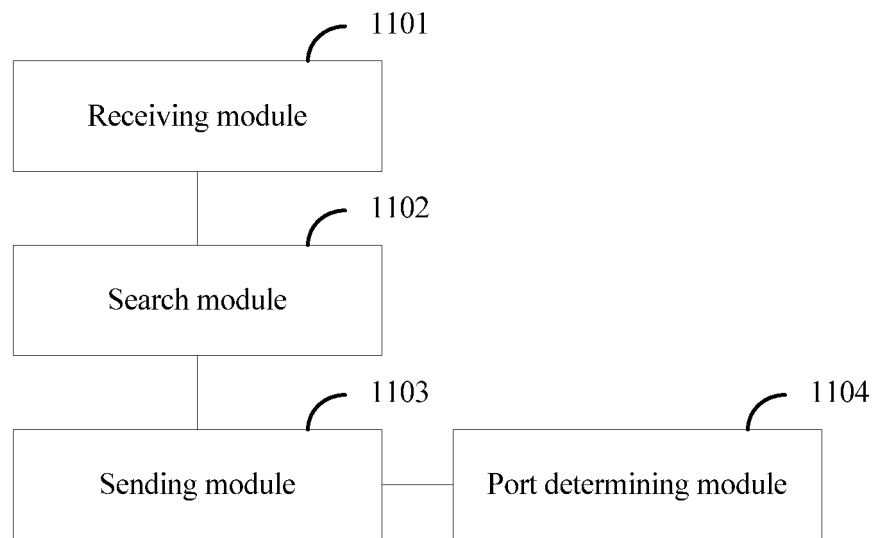 1101
Receiving module
1102
Search module
1103
Sending module
1104
Port determining module